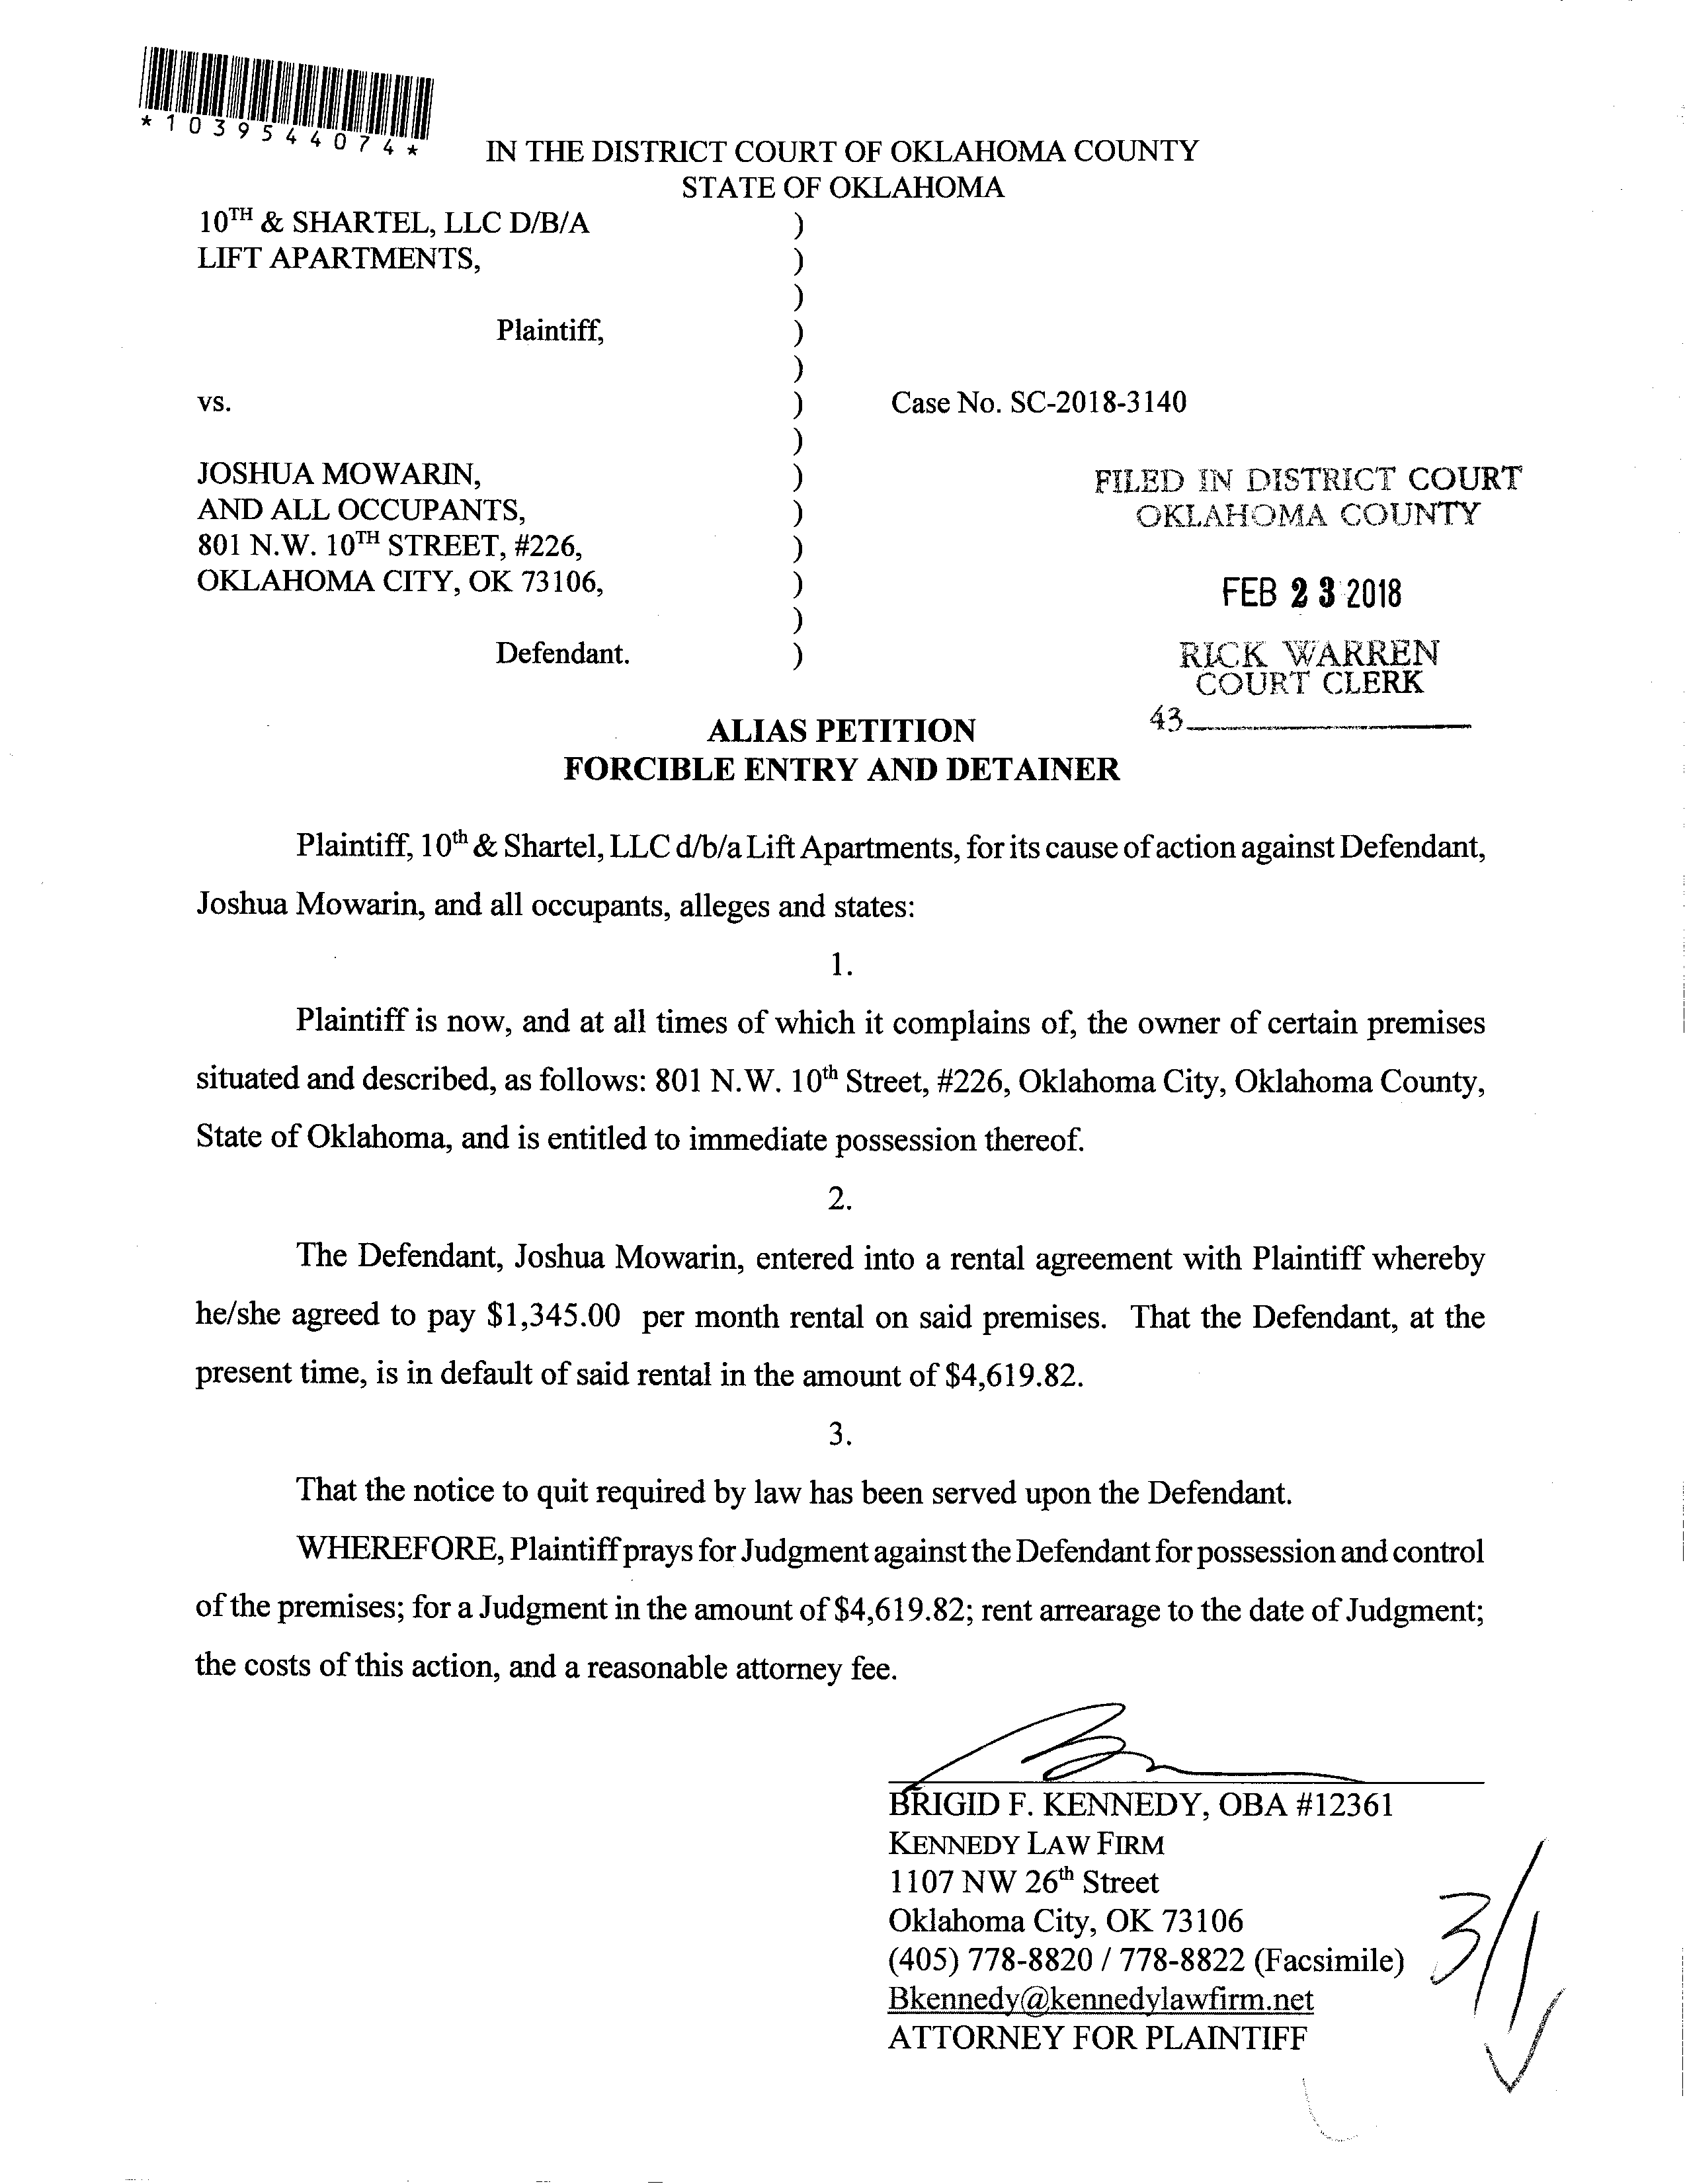 *1039544074*
IN THE DISTRICT COURT OF OKLAHOMA COUNTY
STATE OF OKLAHOMA
10TH & SHARTEL, LLC D/B/A )
LIFT APARTMENTS, )
)
Plaintiff, )
)
vs. ) Case No. SC-2018-3140
)
JOSHUA MOWARIN, )
AND ALL OCCUPANTS, )
801 N.W. 10TH STREET, #226, )
OKLAHOMA CITY, OK 73106, )
)
Defendant. )
FILED IN DISTRICT COURT
OKLAHOMA COUNTY
FEB 23 2018
RICK WARREN
COURT CLERK
43
ALIAS PETITION
FORCIBLE ENTRY AND DETAINER
Plaintiff, 10th & Shartel, LLC d/b/a Lift Apartments, for its cause of action against Defendant,
Joshua Mowarin, and all occupants, alleges and states:
1.
Plaintiff is now, and at all times of which it complains of, the owner of certain premises
situated and described, as follows: 801 N.W. 10th Street, #226, Oklahoma City, Oklahoma County,
State of Oklahoma, and is entitled to immediate possession thereof.
2.
The Defendant, Joshua Mowarin, entered into a rental agreement with Plaintiff whereby
he/she agreed to pay $1,345.00 per month rental on said premises. That the Defendant, at the
present time, is in default of said rental in the amount of $4,619.82.
3.
That the notice to quit required by law has been served upon the Defendant.
WHEREFORE, Plaintiff prays for Judgment against the Defendant for possession and control
of the premises; for a Judgment in the amount of $4,619.82; rent arrearage to the date of Judgment;
the costs of this action, and a reasonable attorney fee.
BRIGID F. KENNEDY, OBA #12361
KENNEDY LAW FIRM
1107 NW 26th Street
Oklahoma City, OK 73106
(405) 778-8820 / 778-8822 (Facsimile)
Bkennedy@kennedylawfirm.net
ATTORNEY FOR PLAINTIFF
3/1